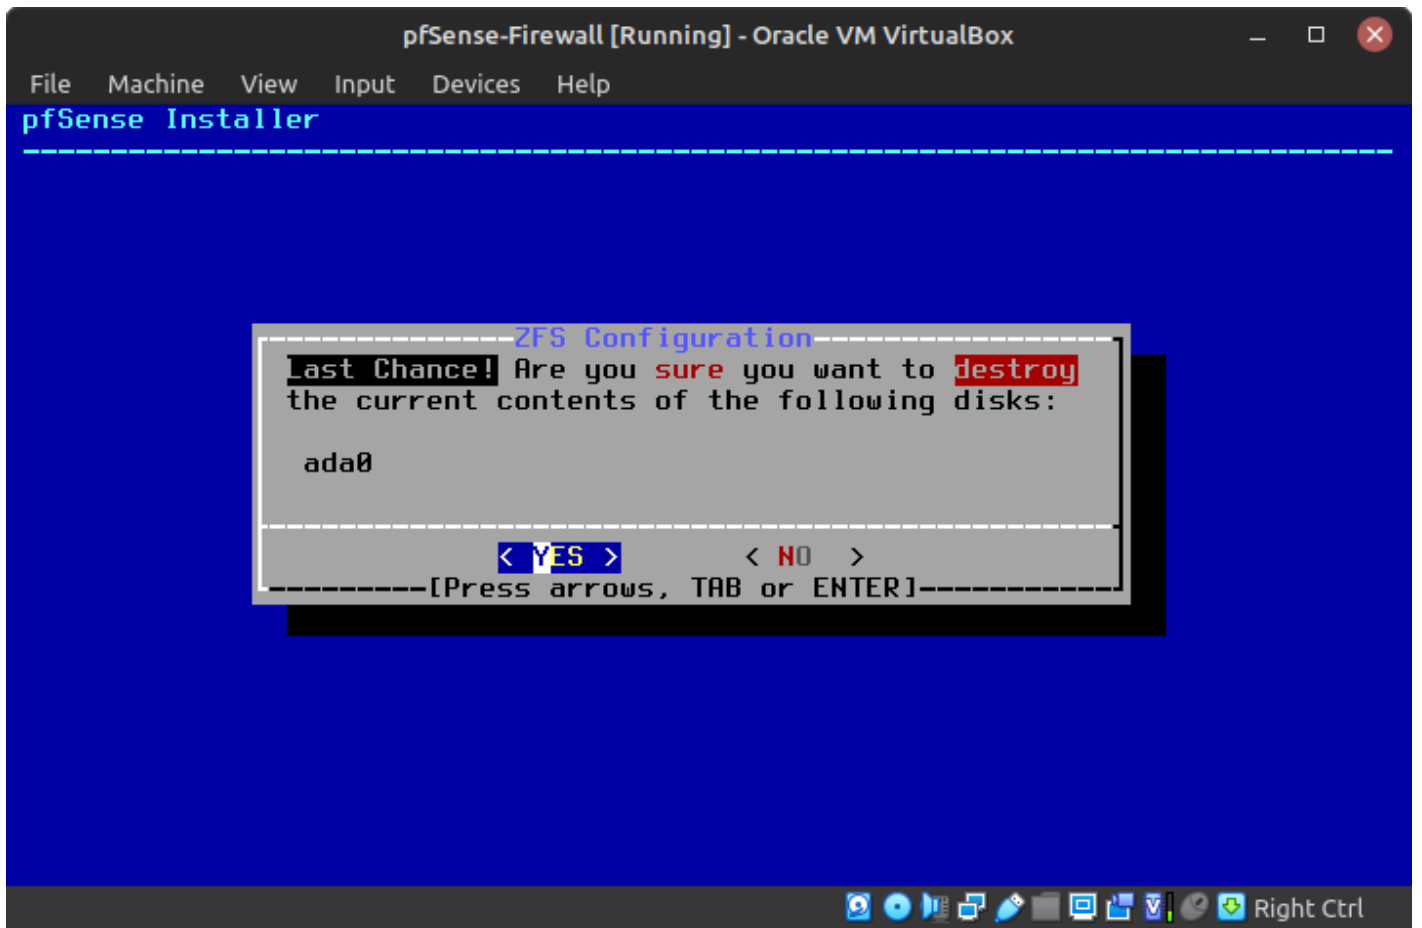 pfSense-Firewall [Running] - Oracle VM VirtualBox
File Machine View Input Devices Help
pfSense Installer
ZFS Configuration
Last Chance! Are you sure you want to destroy
the current contents of the following disks:
ada0
< YES > < NO >
[Press arrows, TAB or ENTER]
Right Ctrl